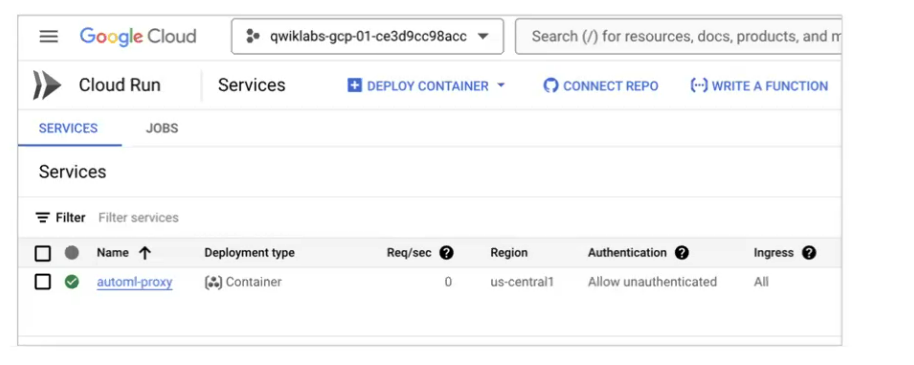 Google Cloud qwiklabs-gcp-01-ce3d9cc98acc Search (/) for resources, docs, products, and m
Cloud Run Services DEPLOY CONTAINER CONNECT REPO WRITE A FUNCTION
SERVICES JOBS
Services
Filter Filter services
Name Deployment type Req/sec ? Region Authentication ? Ingress ?
automl-proxy Container 0 us-central1 Allow unauthenticated All